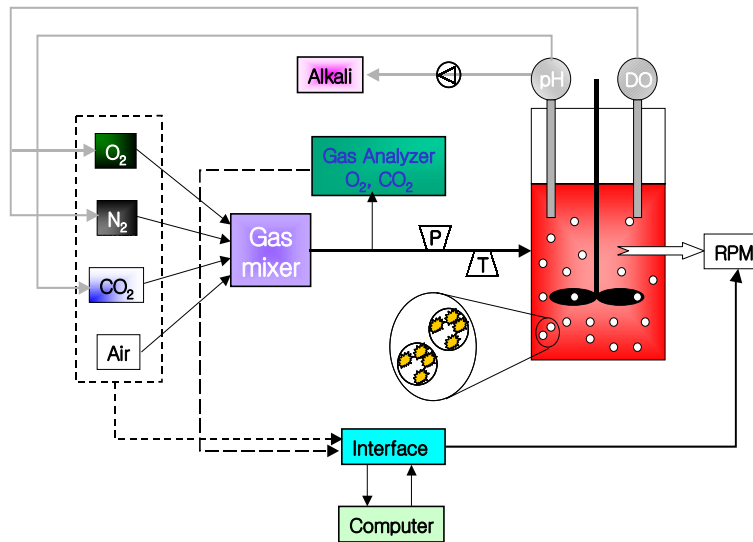 pH
DO
Alkali
O₂
Gas Analyzer
O₂, CO₂
N₂
Gas
mixer
P
T
RPM
CO₂
Air
Interface
Computer